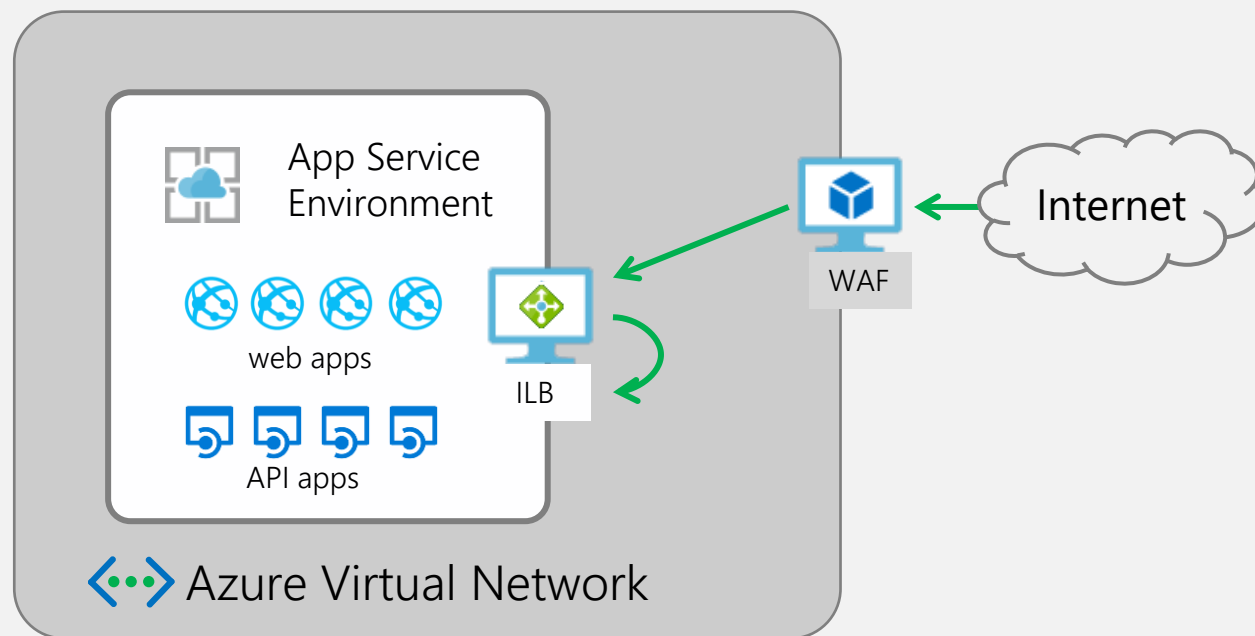 App Service
Environment
web apps
API apps
ILB
WAF
Internet
Azure Virtual Network